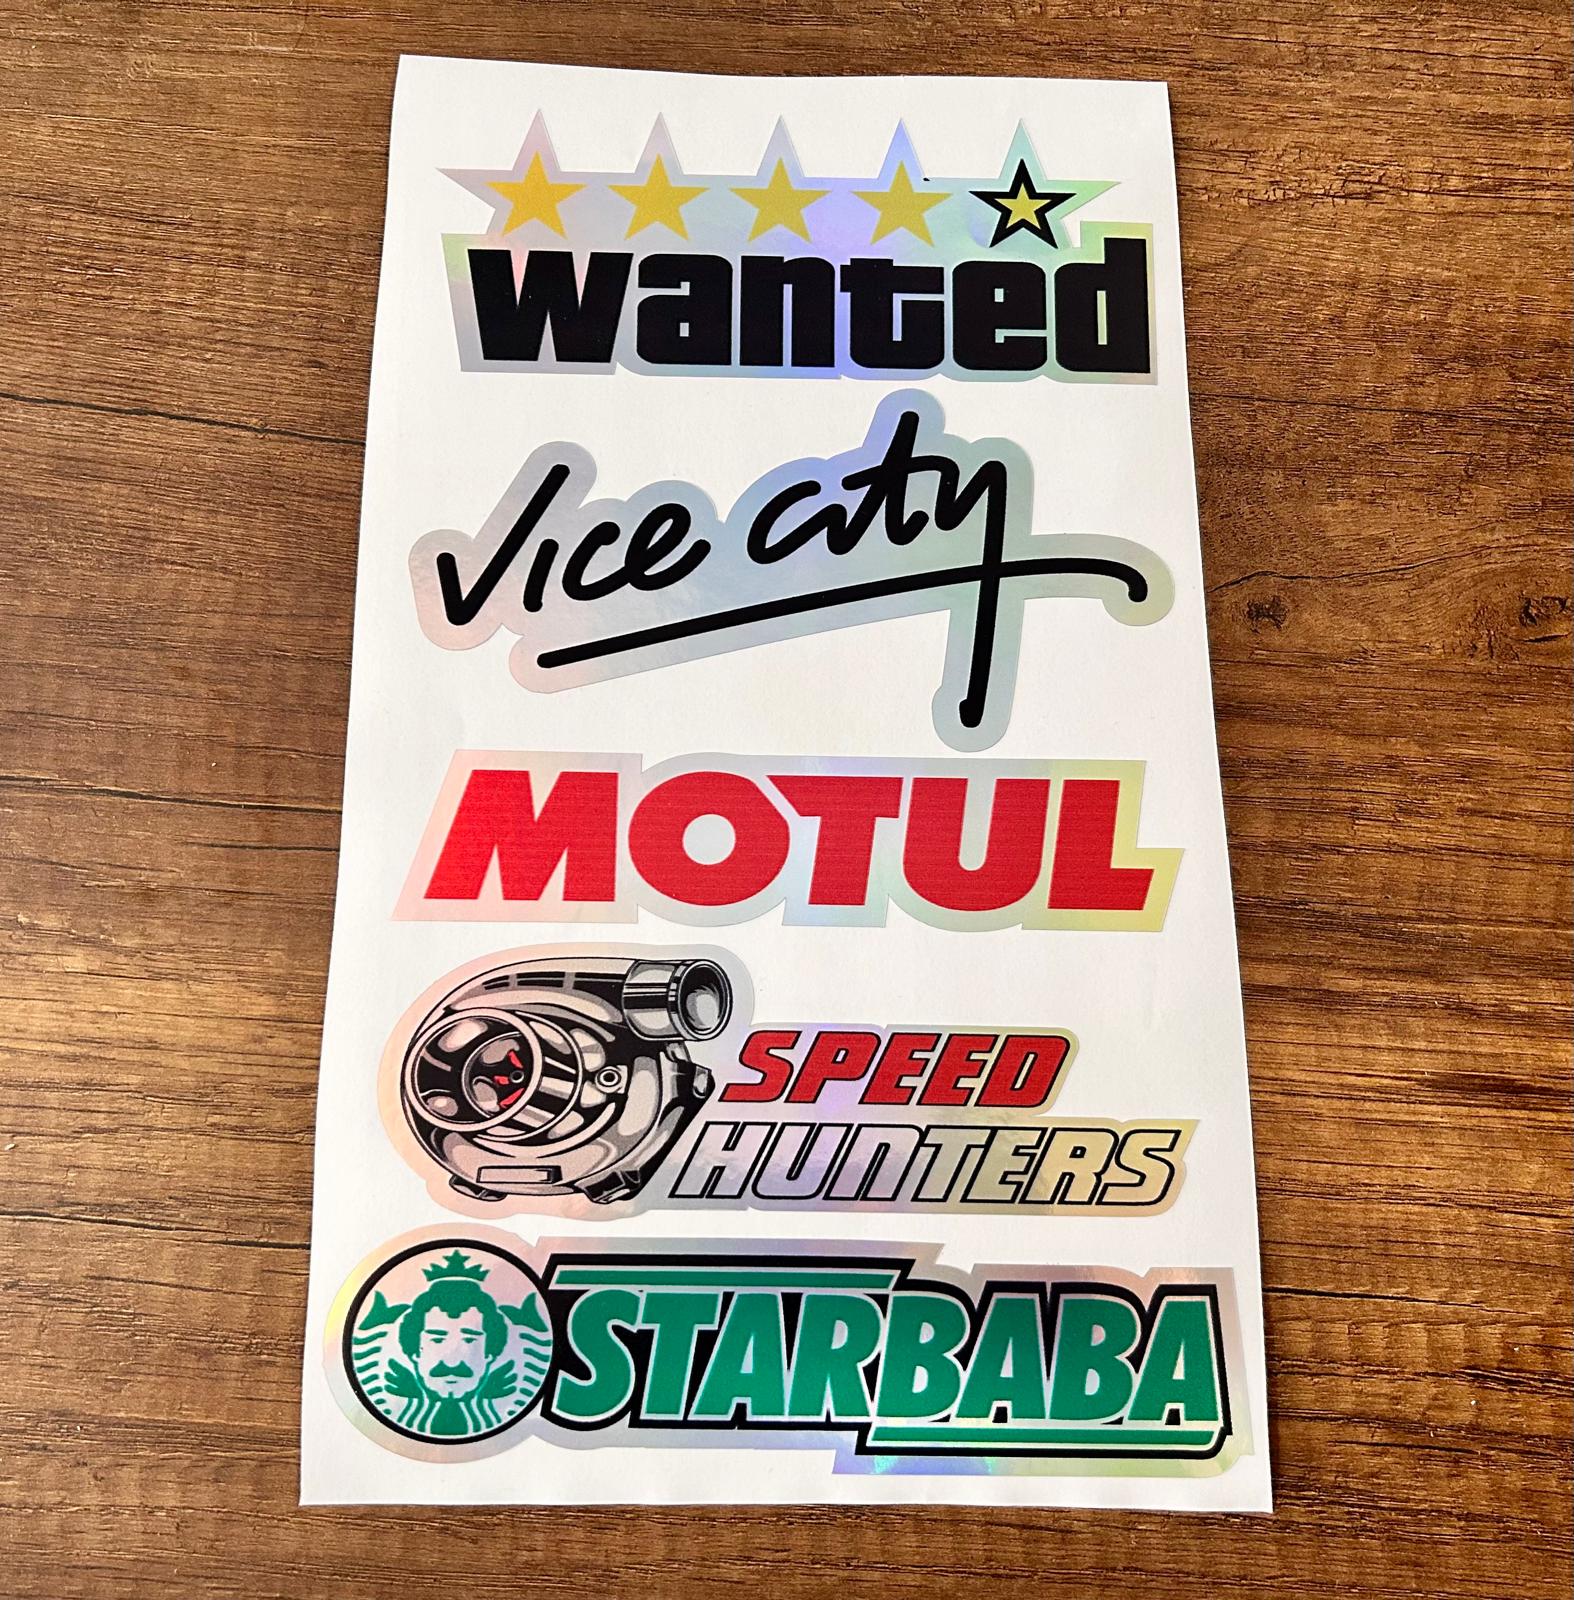 wanted
vice city
MOTUL
SPEED
HUNTERS
STARBABA